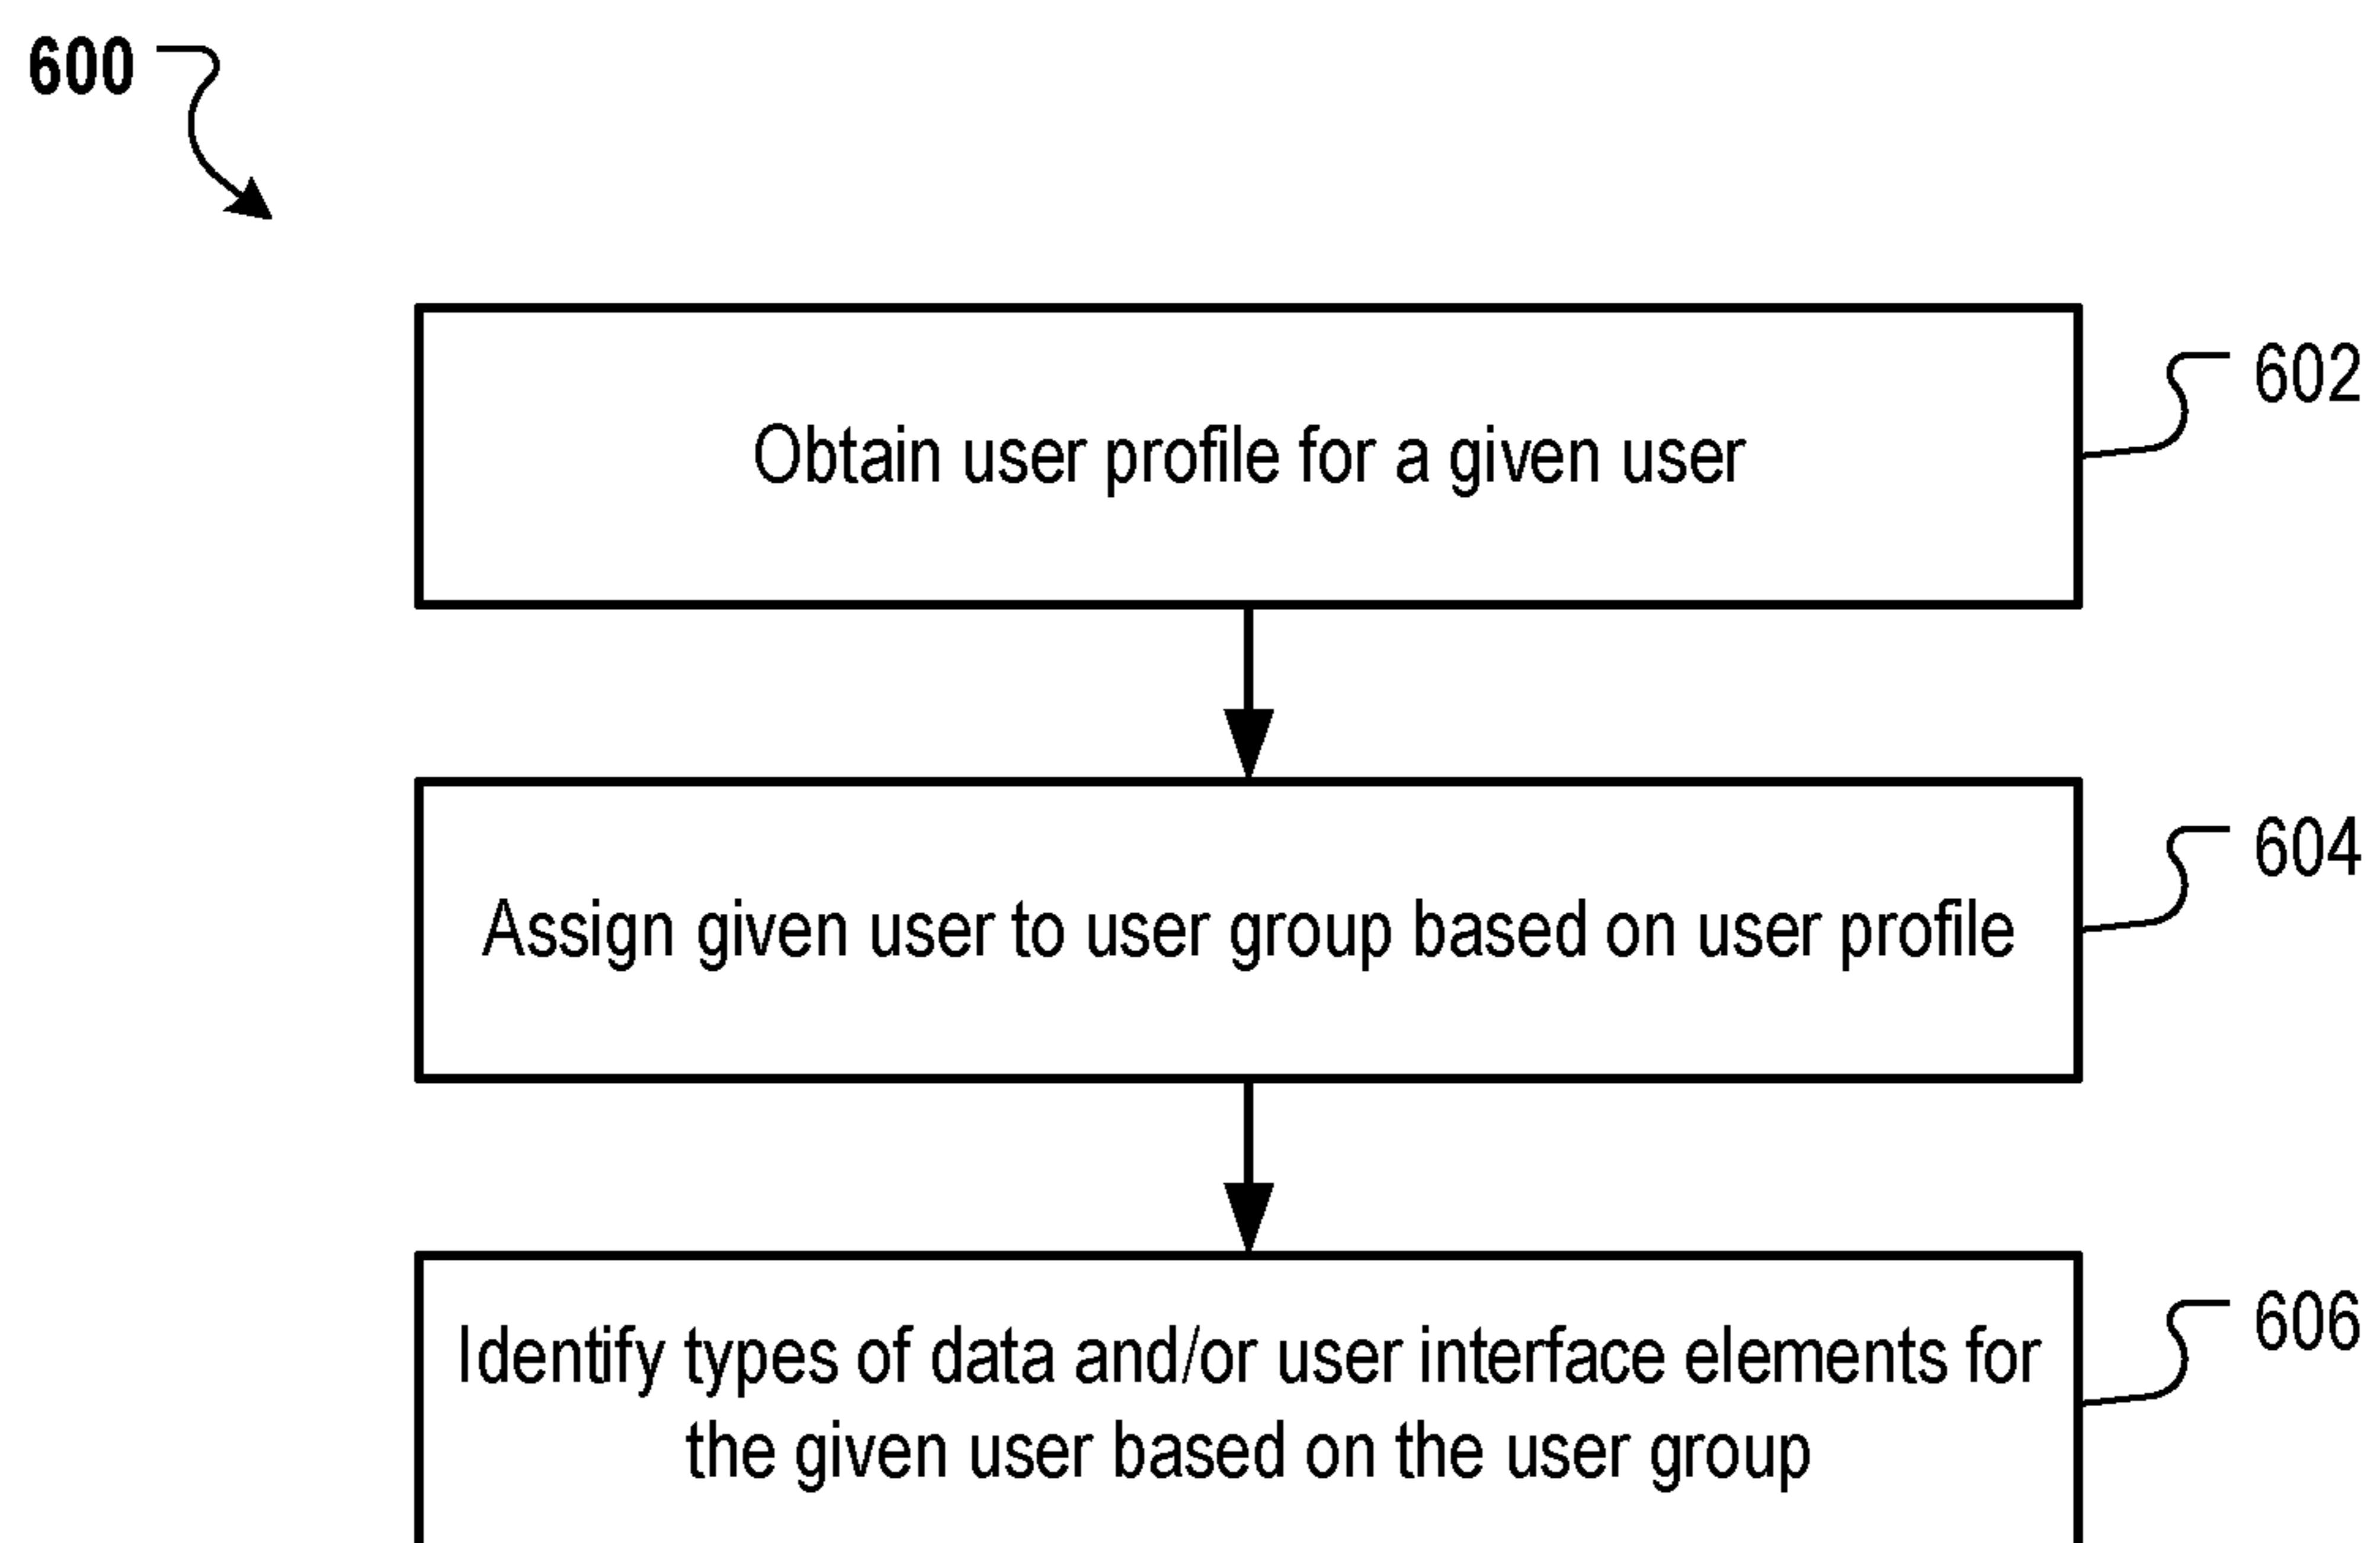 600
602
Obtain user profile for a given user
604
Assign given user to user group based on user profile
606
Identify types of data and/or user interface elements for
the given user based on the user group